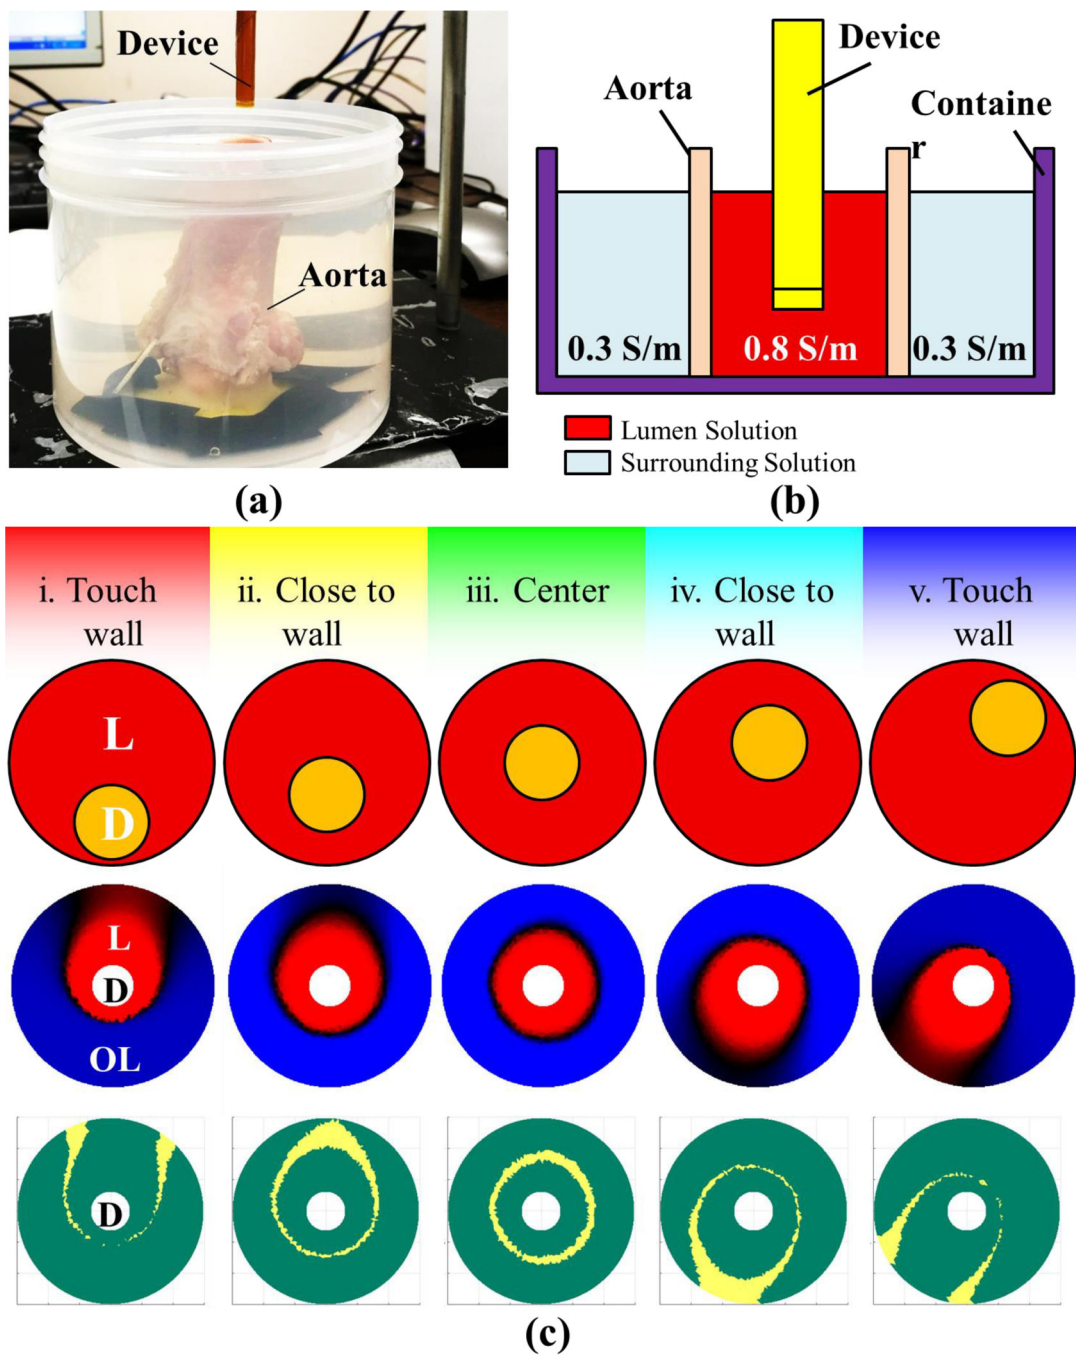 Device
Aorta
(a)
Device
Aorta
Containe
r
0.3 S/m
0.8 S/m
0.3 S/m
Lumen Solution
Surrounding Solution
(b)
i. Touch
wall
ii. Close to
wall
iii. Center
iv. Close to
wall
v. Touch
wall
L
D
L
D
OL
D
(c)